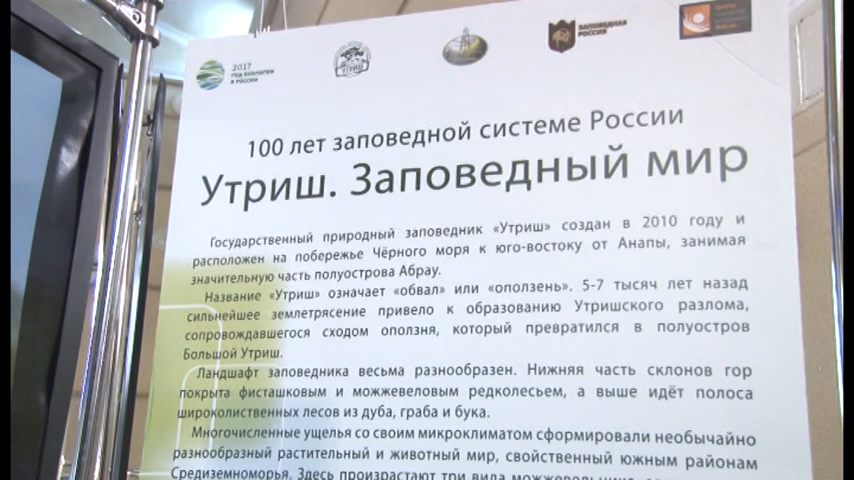 2017
ГОД ЭКОЛОГИИ
В РОССИИ
УТРИШ
ЗАПОВЕДНАЯ
РОССИЯ
100 лет заповедной системе России
Утриш. Заповедный мир
Государственный природный заповедник «Утриш» создан в 2010 году и
расположен на побережье Чёрного моря к юго-востоку от Анапы, занимая
значительную часть полуострова Абрау.
Название «Утриш» означает «обвал» или «оползень». 5-7 тысяч лет назад
сильнейшее землетрясение привело к образованию Утришского разлома,
сопровождавшегося сходом оползня, который превратился в полуостров
Большой Утриш.
Ландшафт заповедника весьма разнообразен. Нижняя часть склонов гор
покрыта фисташковым и можжевеловым редколесьем, а выше идёт полоса
широколиственных лесов из дуба, граба и бука.
Многочисленные ущелья со своим микроклиматом сформировали необычайно
разнообразный растительный и животный мир, свойственный южным районам
Средиземноморья. Здесь произрастают три вида можжевельника